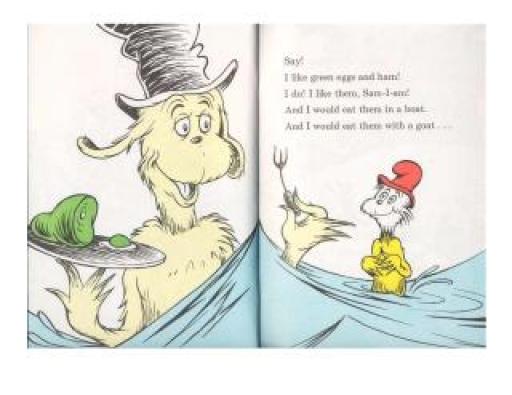 Say!
I like green eggs and ham!
I do! I like them, Sam-I-am!
And I would eat them in a boat.
And I would eat them with a goat...